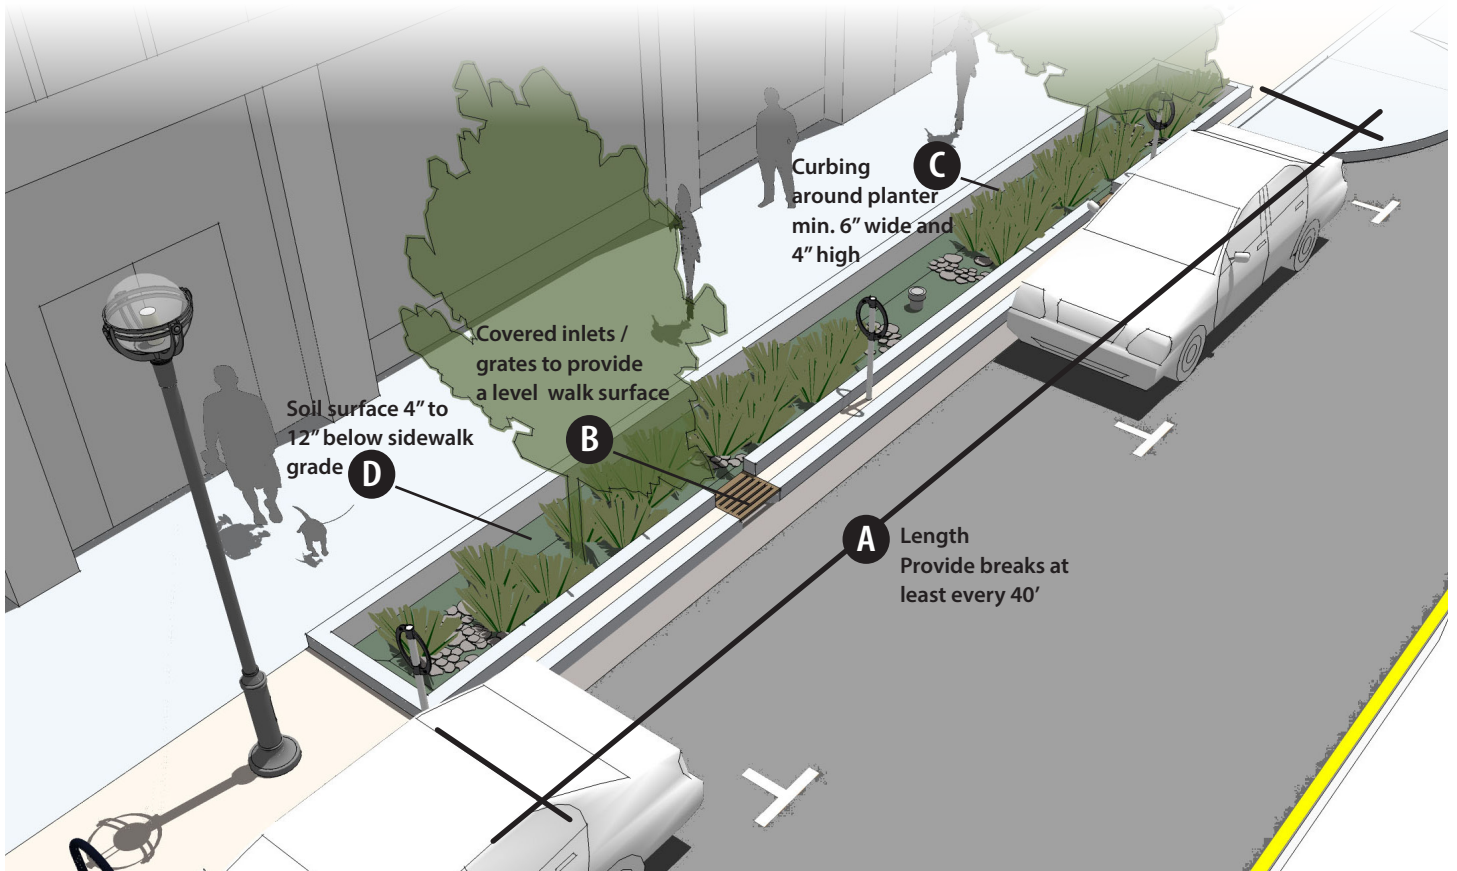 C
Curbing
around planter
min. 6” wide and
4” high
Covered inlets /
grates to provide
a level walk surface
B
Soil surface 4” to
12” below sidewalk
grade
D
A
Length
Provide breaks at
least every 40’